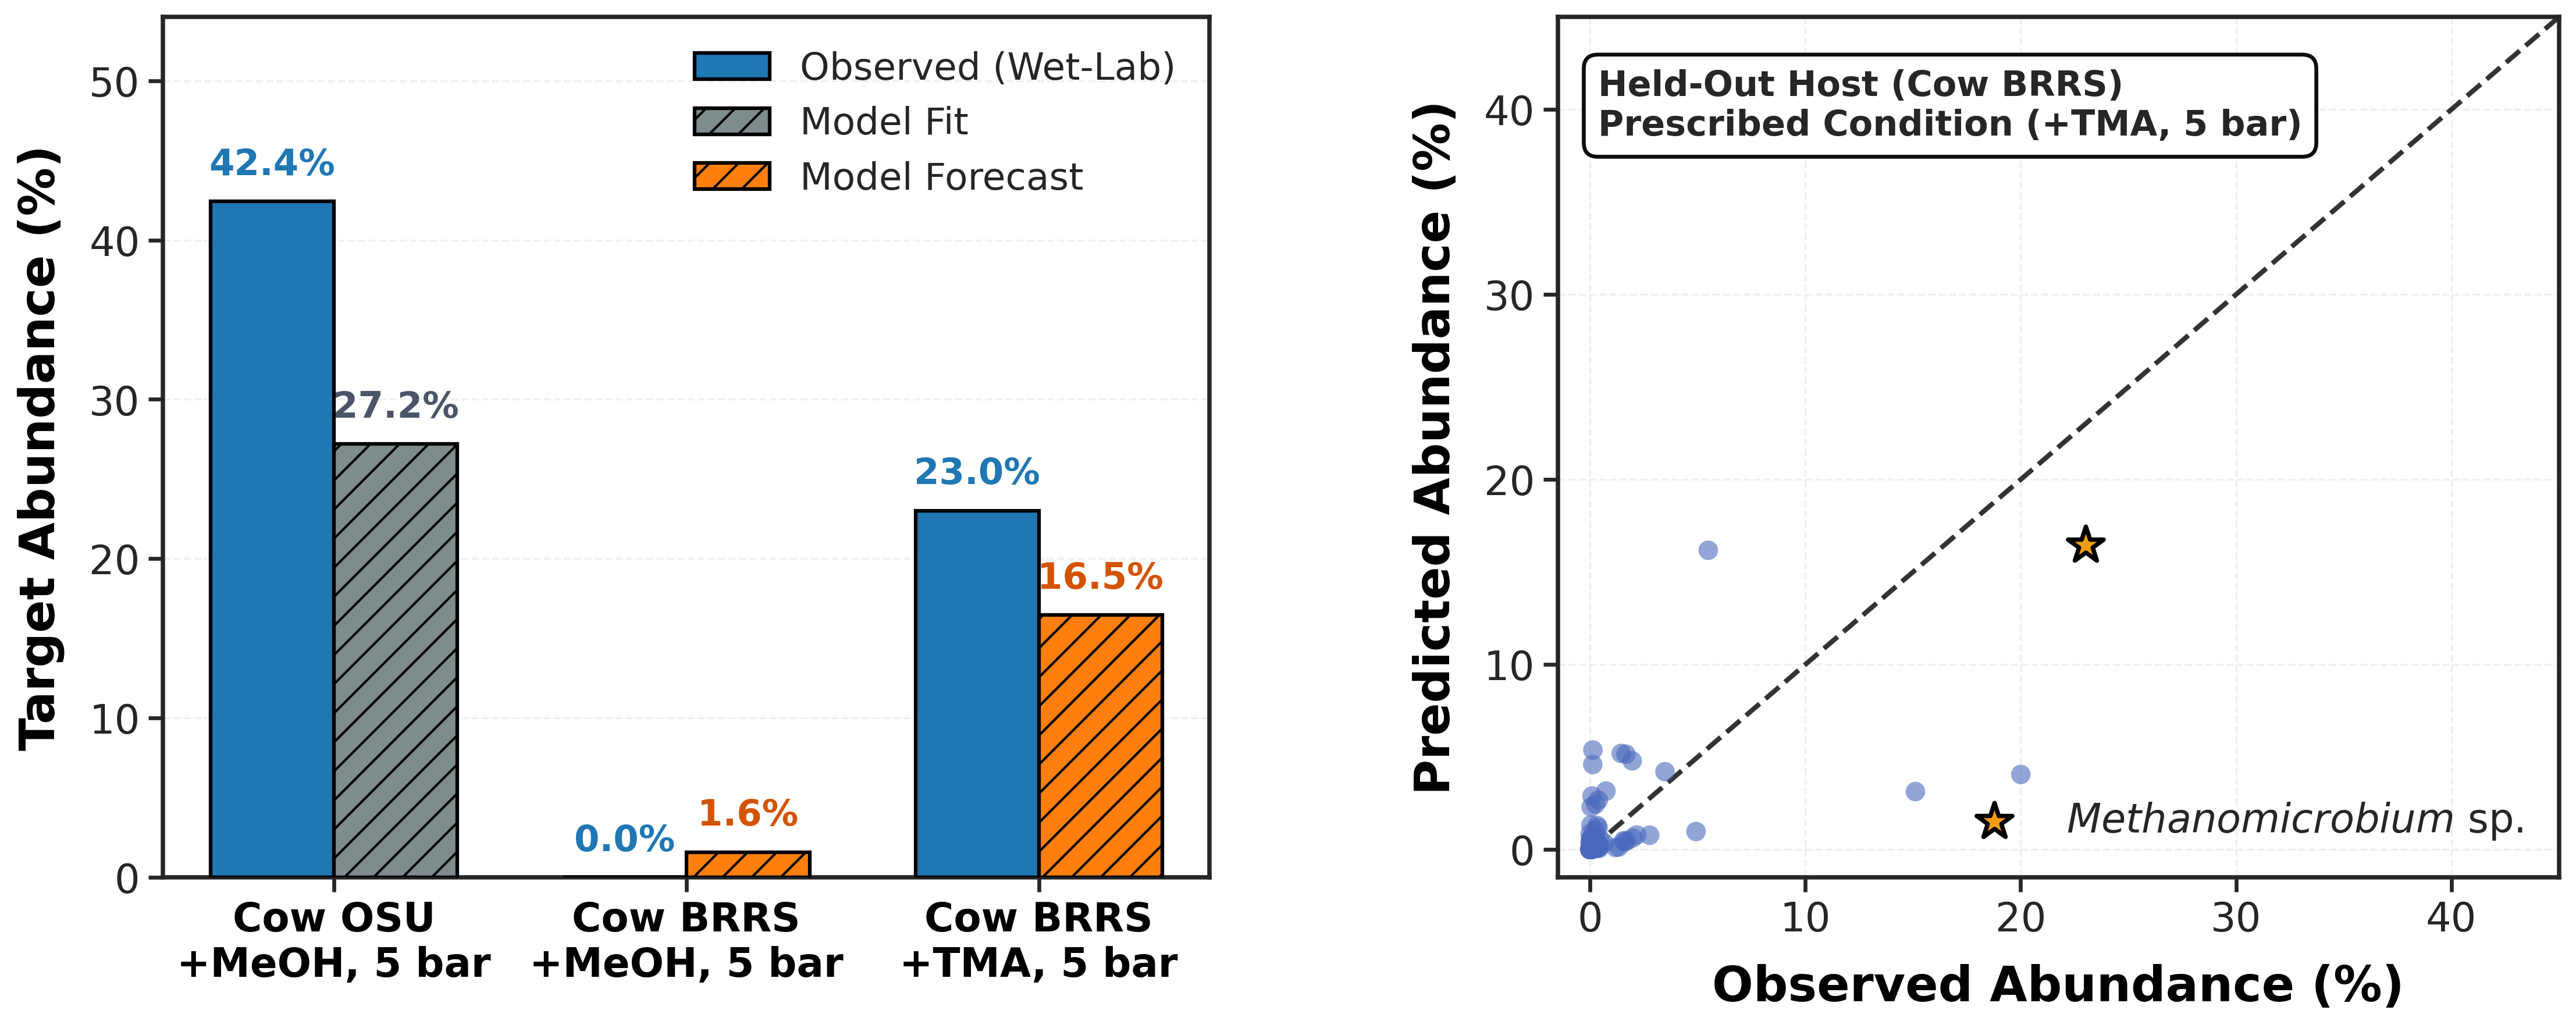 Target Abundance (%)
50
40
30
20
10
0
Observed (Wet-Lab)
Model Fit
Model Forecast
42.4%
27.2%
0.0%
1.6%
23.0%
16.5%
Cow OSU
+MeOH, 5 bar
Cow BRRS
+MeOH, 5 bar
Cow BRRS
+TMA, 5 bar
Predicted Abundance (%)
40
30
20
10
0
Held-Out Host (Cow BRRS)
Prescribed Condition (+TMA, 5 bar)
Methanomicrobium sp.
0
10
20
30
40
Observed Abundance (%)